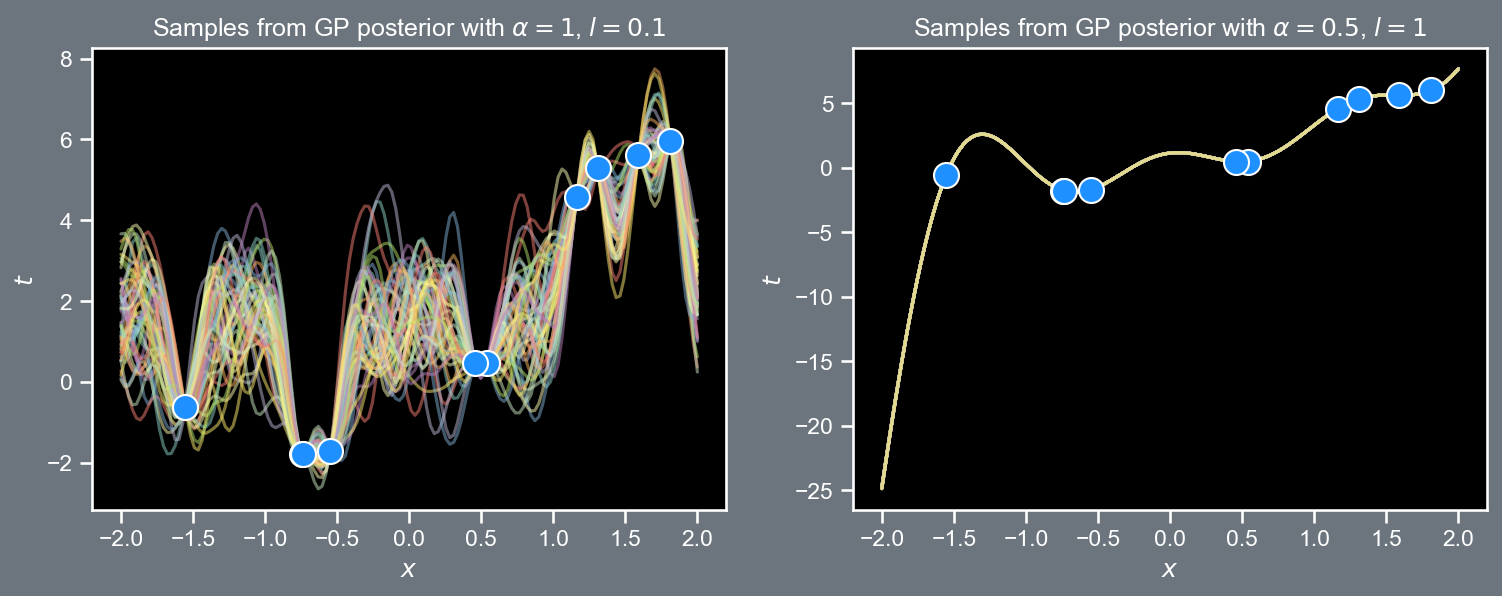 Samples from GP posterior with α = 1, l = 0.1
8
6
4
2
0
−2
t
−2.0 −1.5 −1.0 −0.5 0.0 0.5 1.0 1.5 2.0
x
Samples from GP posterior with α = 0.5, l = 1
5
0
−5
−10
−15
−20
−25
t
−2.0 −1.5 −1.0 −0.5 0.0 0.5 1.0 1.5 2.0
x